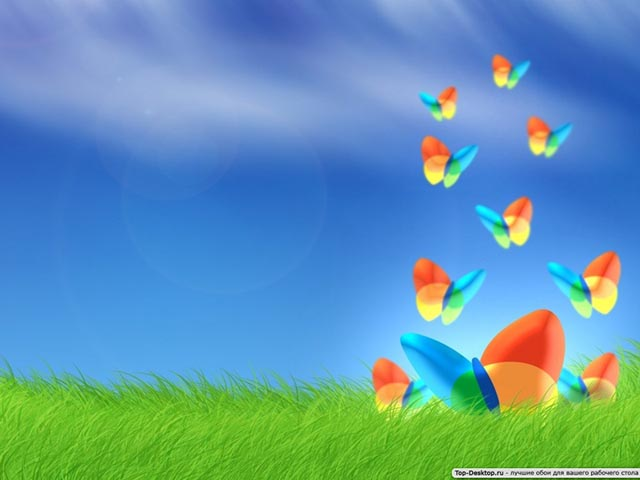 Top-Desktop.ru - лучшие обои для вашего рабочего стола